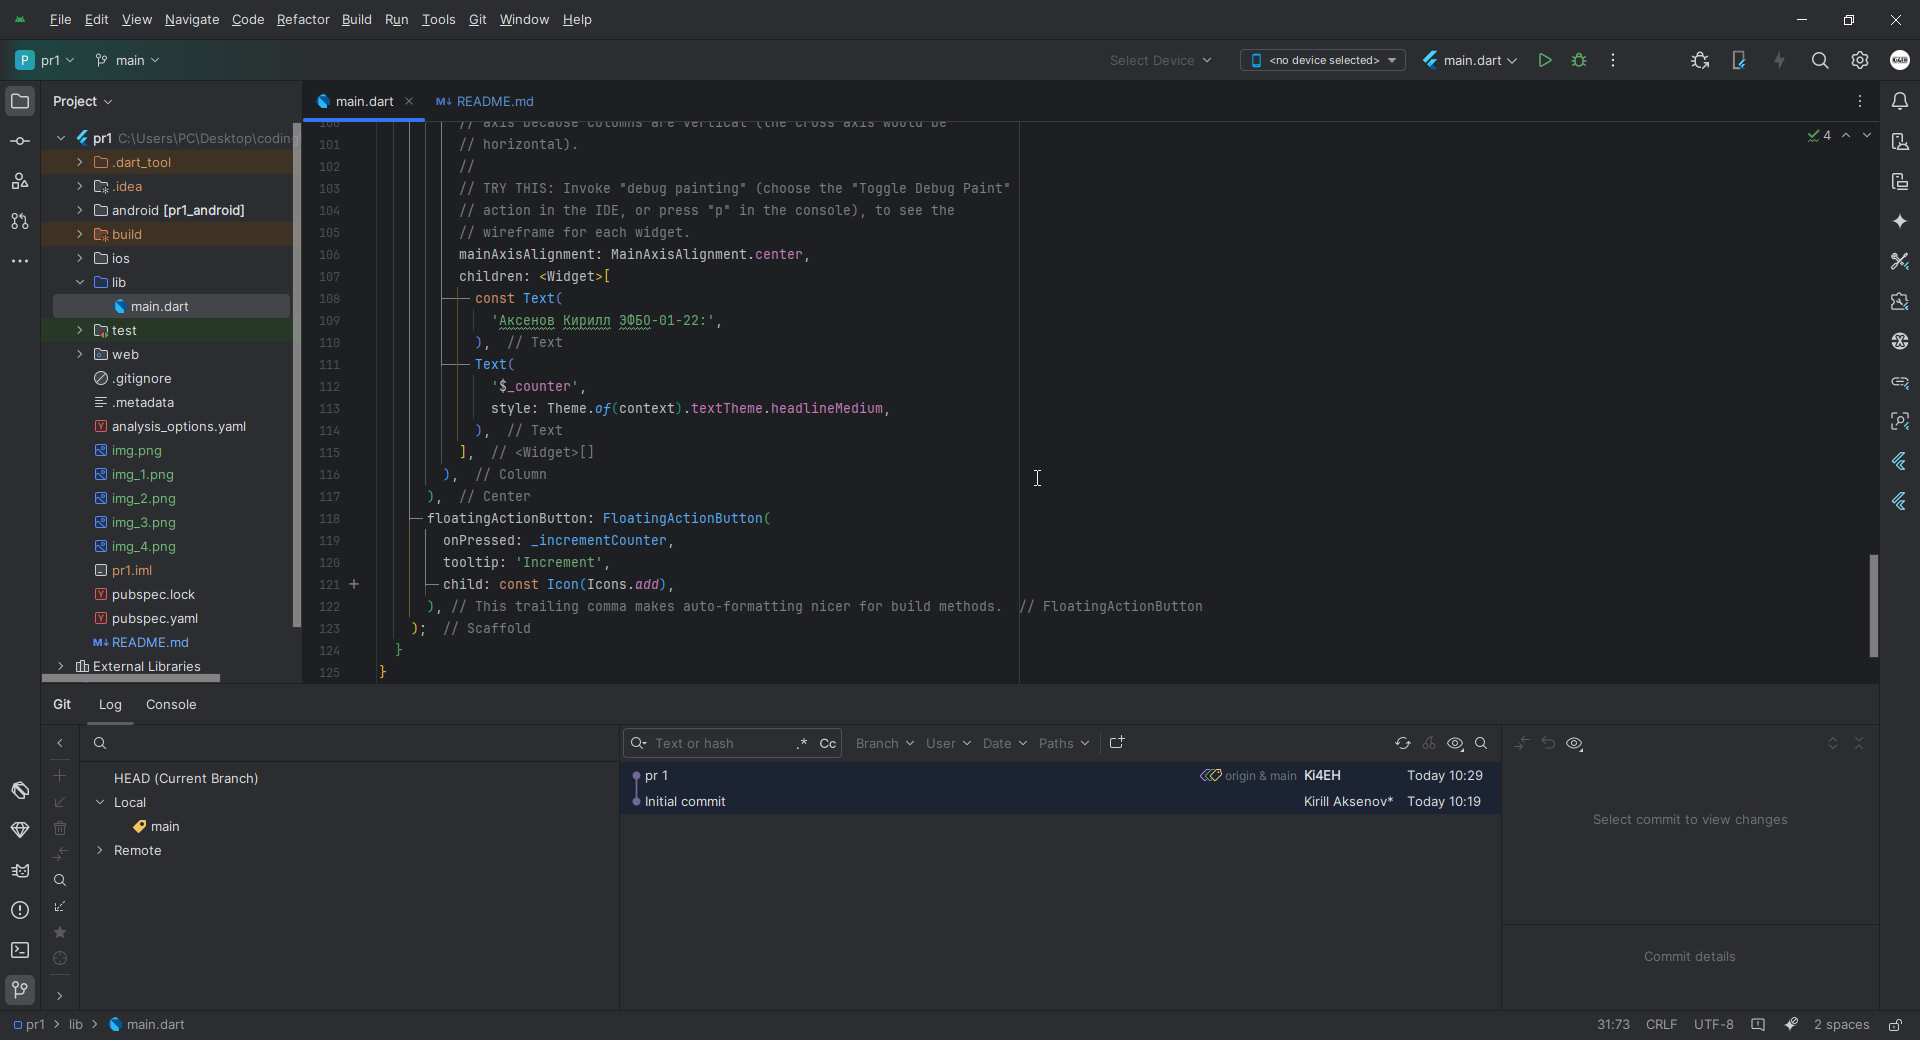 File Edit View Navigate Code Refactor Build Run Tools Git Window Help
P pr1 main Select Device <no device selected> main.dart
Project
main.dart README.md
pr1 C:\Users\PC\Desktop\coding
.dart_tool
.idea
android [pr1_android]
build
ios
lib
main.dart
test
web
.gitignore
.metadata
analysis_options.yaml
img.png
img_1.png
img_2.png
img_3.png
img_4.png
pr1.iml
pubspec.lock
pubspec.yaml
README.md
External Libraries
4
100 // axis because columns are vertical (the cross axis would be
101 // horizontal).
102 //
103 // TRY THIS: Invoke "debug painting" (choose the "Toggle Debug Paint"
104 // action in the IDE, or press "p" in the console), to see the
105 // wireframe for each widget.
106 mainAxisAlignment: MainAxisAlignment.center,
107 children: <Widget>[
108 const Text(
109 'Аксенов Кирилл ЭФБО-01-22:',
110 ), // Text
111 Text(
112 '$_counter',
113 style: Theme.of(context).textTheme.headlineMedium,
114 ), // Text
115 ], // <Widget>[]
116 ), // Column
117 ), // Center
118 floatingActionButton: FloatingActionButton(
119 onPressed: _incrementCounter,
120 tooltip: 'Increment',
121 child: const Icon(Icons.add),
122 ), // This trailing comma makes auto-formatting nicer for build methods. // FloatingActionButton
123 ); // Scaffold
124 }
125 }
Git Log Console
Text or hash .* Cc Branch User Date Paths
HEAD (Current Branch)
Local
main
Remote
pr 1 origin & main Ki4EH Today 10:29
Initial commit Kirill Aksenov* Today 10:19
Select commit to view changes
Commit details
pr1 > lib > main.dart 31:73 CRLF UTF-8 2 spaces